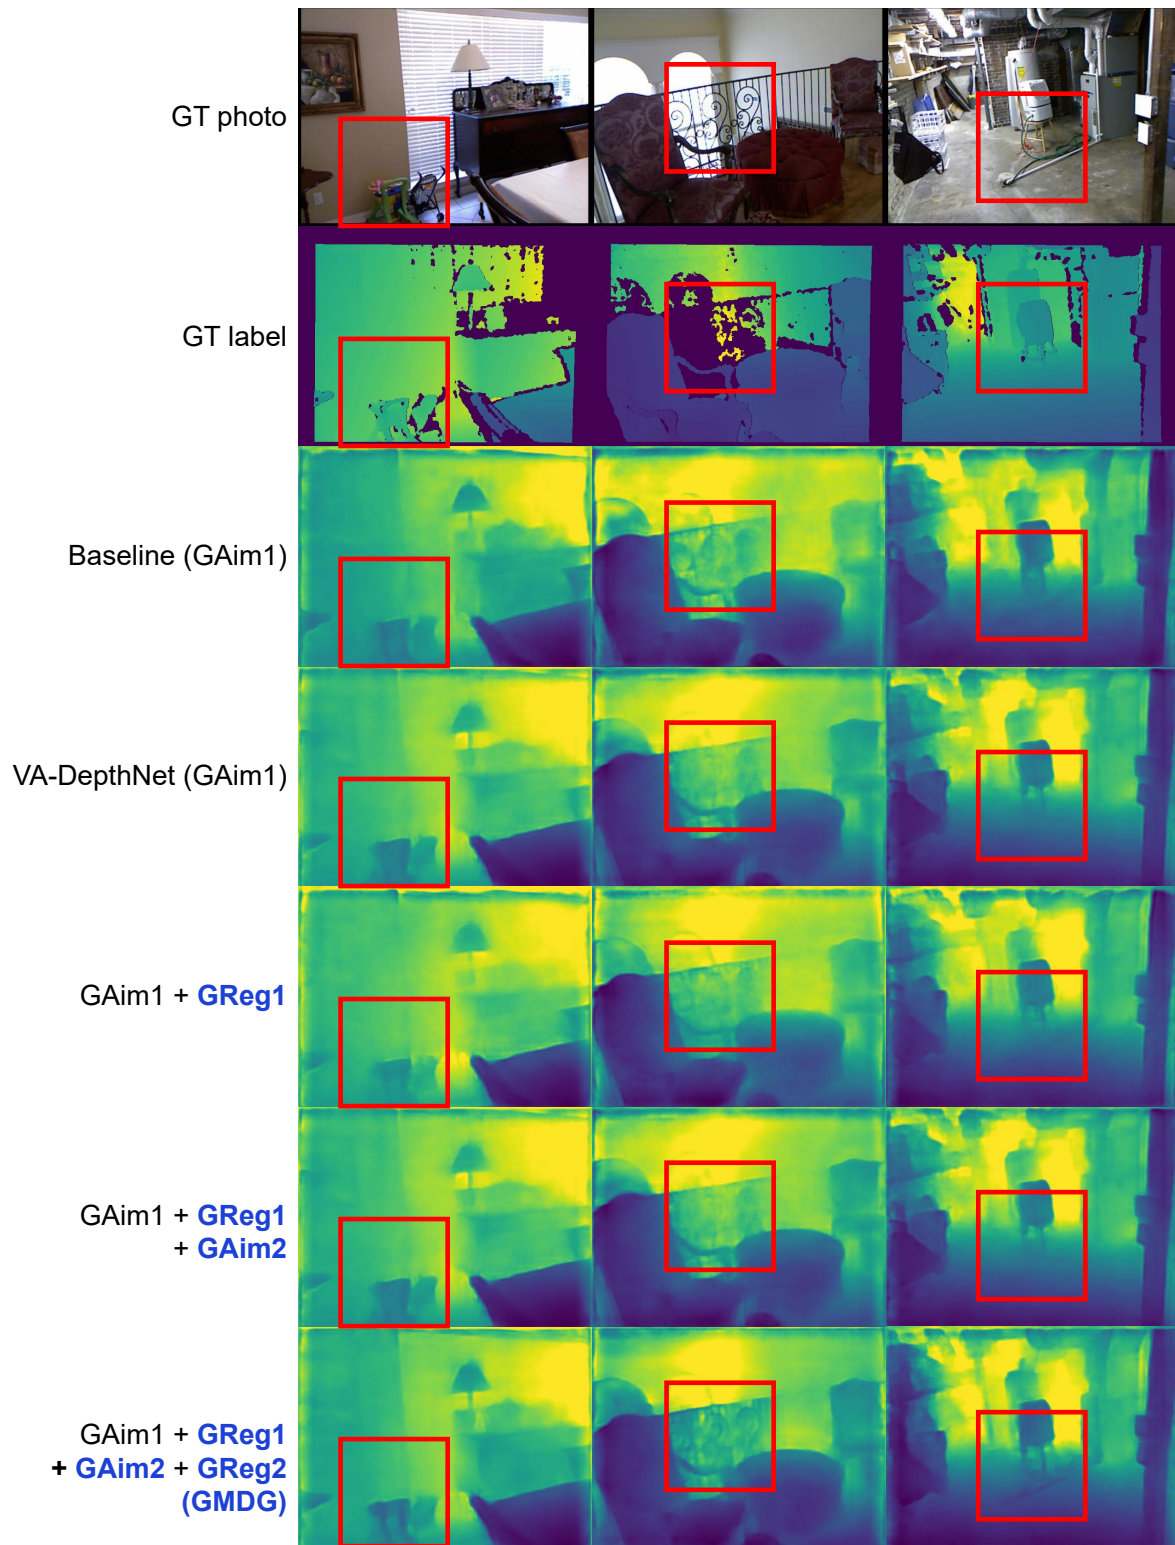 GT photo
GT label
Baseline (GAim1)
VA-DepthNet (GAim1)
GAim1 + GReg1
GAim1 + GReg1
+ GAim2
GAim1 + GReg1
+ GAim2 + GReg2
(GMDG)